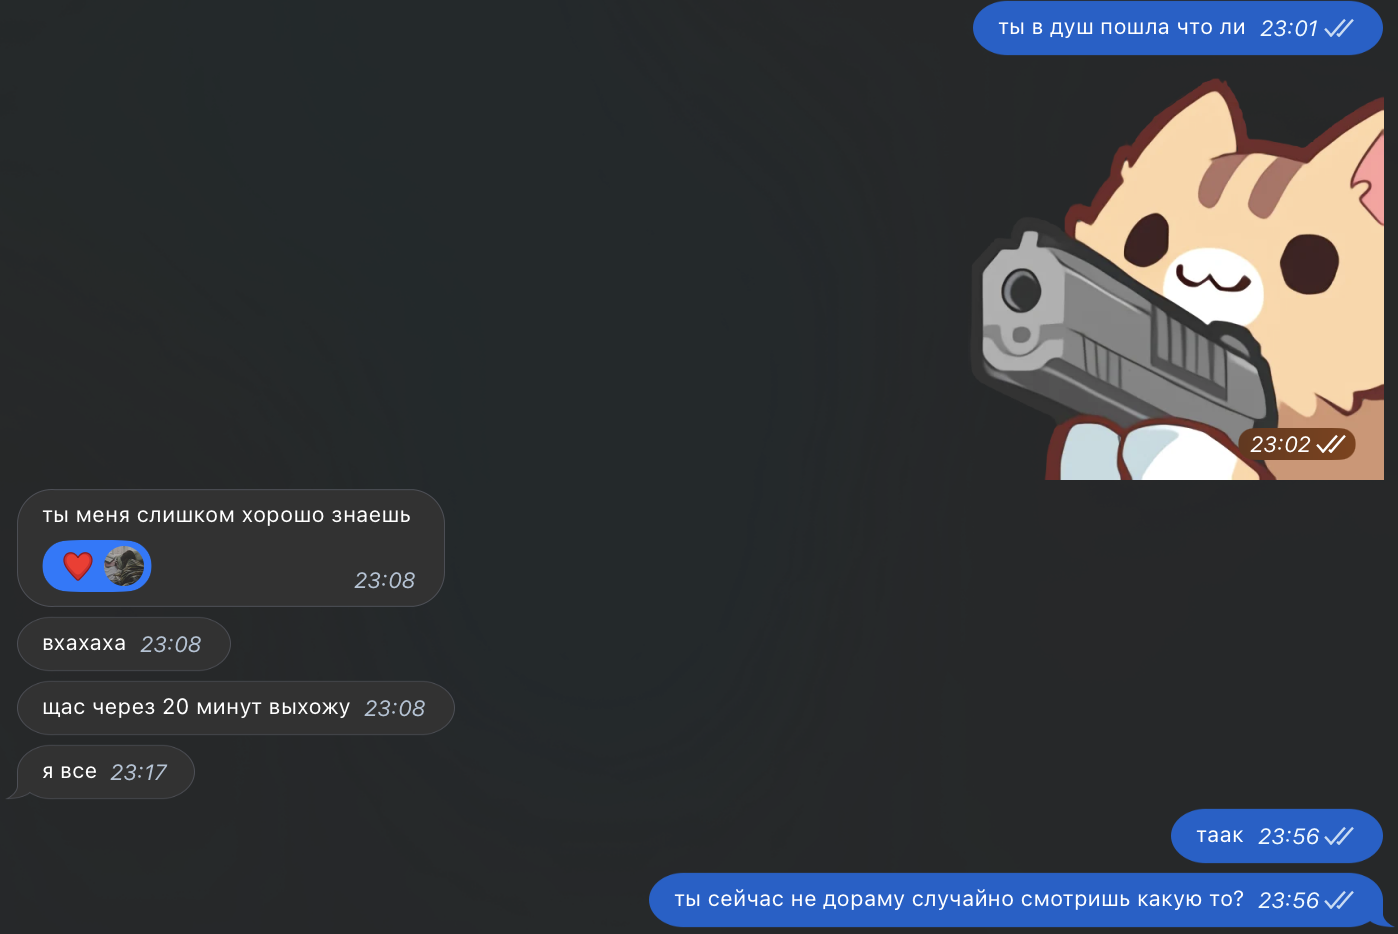 ты в душ пошла что ли 23:01
23:02
ты меня слишком хорошо знаешь
23:08
вхахаха 23:08
щас через 20 минут выхожу 23:08
я все 23:17
таак 23:56
ты сейчас не дораму случайно смотришь какую то? 23:56